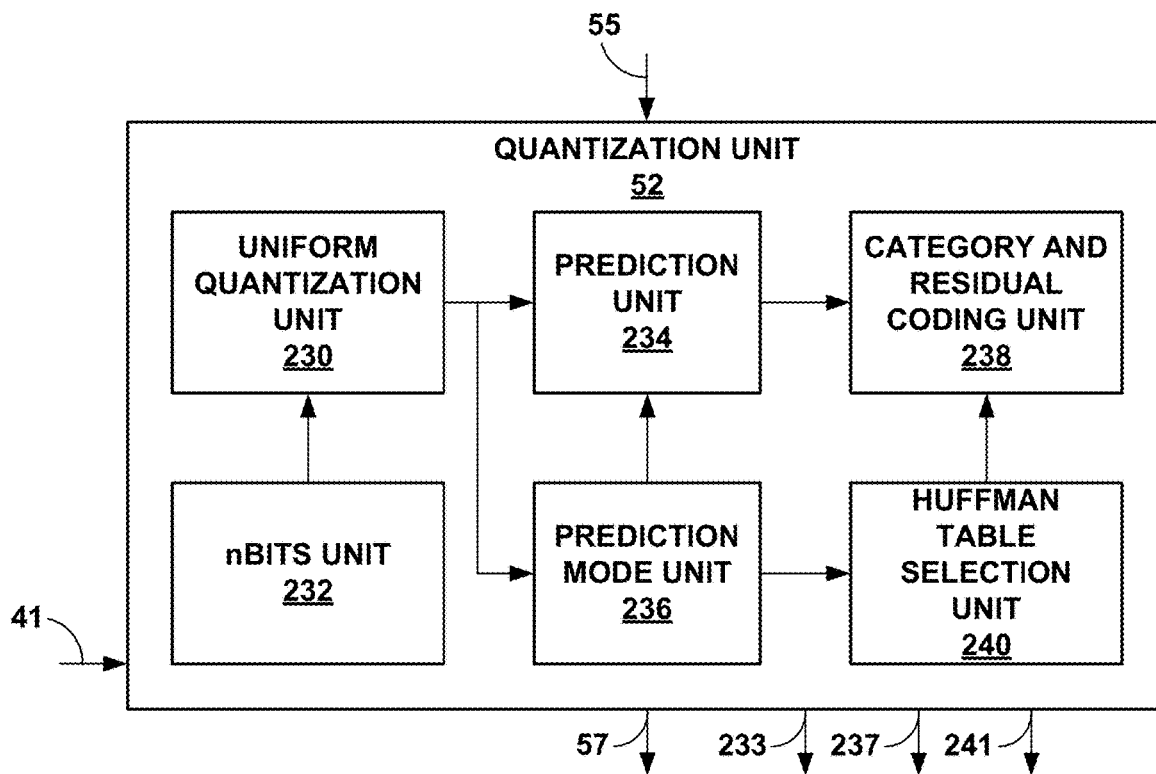 55
QUANTIZATION UNIT
52
UNIFORM
QUANTIZATION
UNIT
230
PREDICTION
UNIT
234
CATEGORY AND
RESIDUAL
CODING UNIT
238
nBITS UNIT
232
PREDICTION
MODE UNIT
236
HUFFMAN
TABLE
SELECTION
UNIT
240
41
57
233
237
241